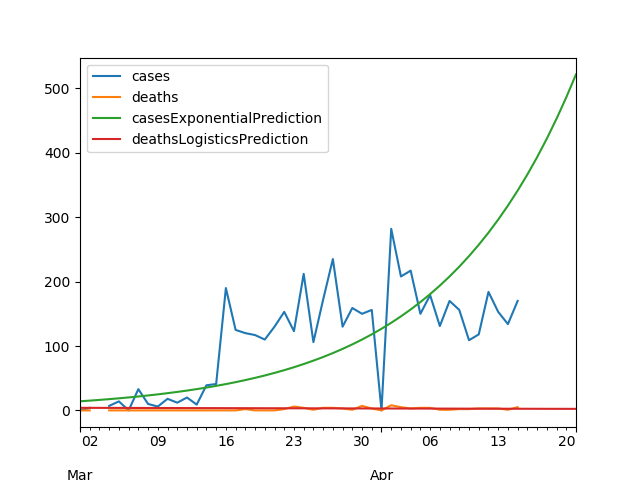 500
400
300
200
100
0
cases
deaths
casesExponentialPrediction
deathsLogisticsPrediction
02 09 16 23 30 06 13 20
Mar Apr